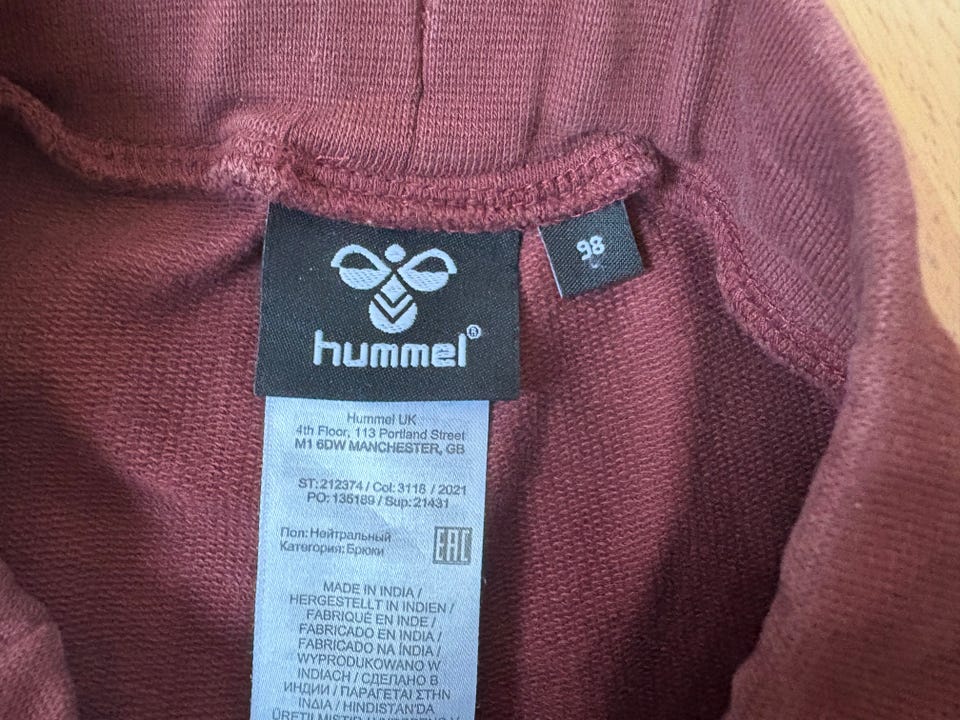 98
hummel®
Hummel UK
4th Floor, 113 Portland Street
M1 6DW MANCHESTER, GB
ST: 212374 / Col: 3118 / 2021
PO: 135189 / Sup: 21431
Пол: Нейтральный
Категория: Брюки
EAC
MADE IN INDIA /
HERGESTELLT IN INDIEN /
FABRIQUÉ EN INDE /
FABRICADO EN INDIA /
FABRICADO NA ÍNDIA /
WYPRODUKOWANO W
INDIACH / СДЕЛАНО В
ИНДИИ / ΠΑΡΑΓΕΤΑΙ ΣΤΗΝ
ΙΝΔΙΑ / HINDISTAN'DA